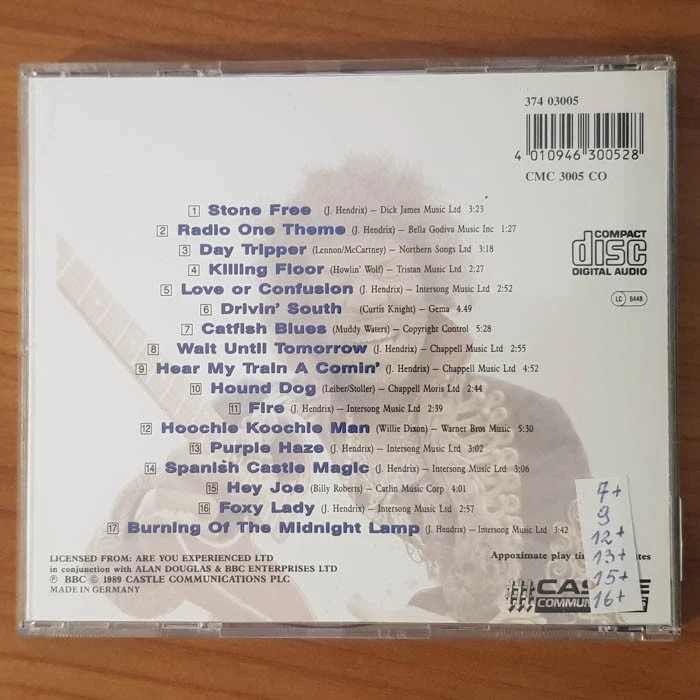 374 03005
4 010946 300528
CMC 3005 CO
1 Stone Free (J. Hendrix) – Dick James Music Ltd 3:23
2 Radio One Theme (J. Hendrix) – Bella Godiva Music Inc 1:27
3 Day Tripper (Lennon/McCartney) – Northern Songs Ltd 3:18
4 Killing Floor (Howlin' Wolf) – Tristan Music Ltd 2:27
5 Love or Confusion (J. Hendrix) – Intersong Music Ltd 2:52
6 Drivin' South (Curtis Knight) – Gema 4.49
7 Catfish Blues (Muddy Waters) – Copyright Control 5:28
8 Wait Until Tomorrow (J. Hendrix) – Chappell Music Ltd 2:55
9 Hear My Train A Comin' (J. Hendrix) – Chappell Music Ltd 4:52
10 Hound Dog (Leiber/Stoller) – Chappell Moris Ltd 2:44
11 Fire (J. Hendrix) – Intersong Music Ltd 2:39
12 Hoochie Koochie Man (Willie Dixon) – Warner Bros Music 5:30
13 Purple Haze (J. Hendrix) – Intersong Music Ltd 3:02
14 Spanish Castle Magic (J. Hendrix) – Intersong Music Ltd 3:06
15 Hey Joe (Billy Roberts) – Catlin Music Corp 4:01
16 Foxy Lady (J. Hendrix) – Intersong Music Ltd 2:57
17 Burning Of The Midnight Lamp (J. Hendrix) – Intersong Music Ltd 3:42
COMPACT
disc
DIGITAL AUDIO
LC 6448
7+
9
12+
13+
15+
16+
LICENSED FROM: ARE YOU EXPERIENCED LTD
in conjunction with ALAN DOUGLAS & BBC ENTERPRISES LTD
℗ BBC © 1989 CASTLE COMMUNICATIONS PLC
MADE IN GERMANY
Appoximate play